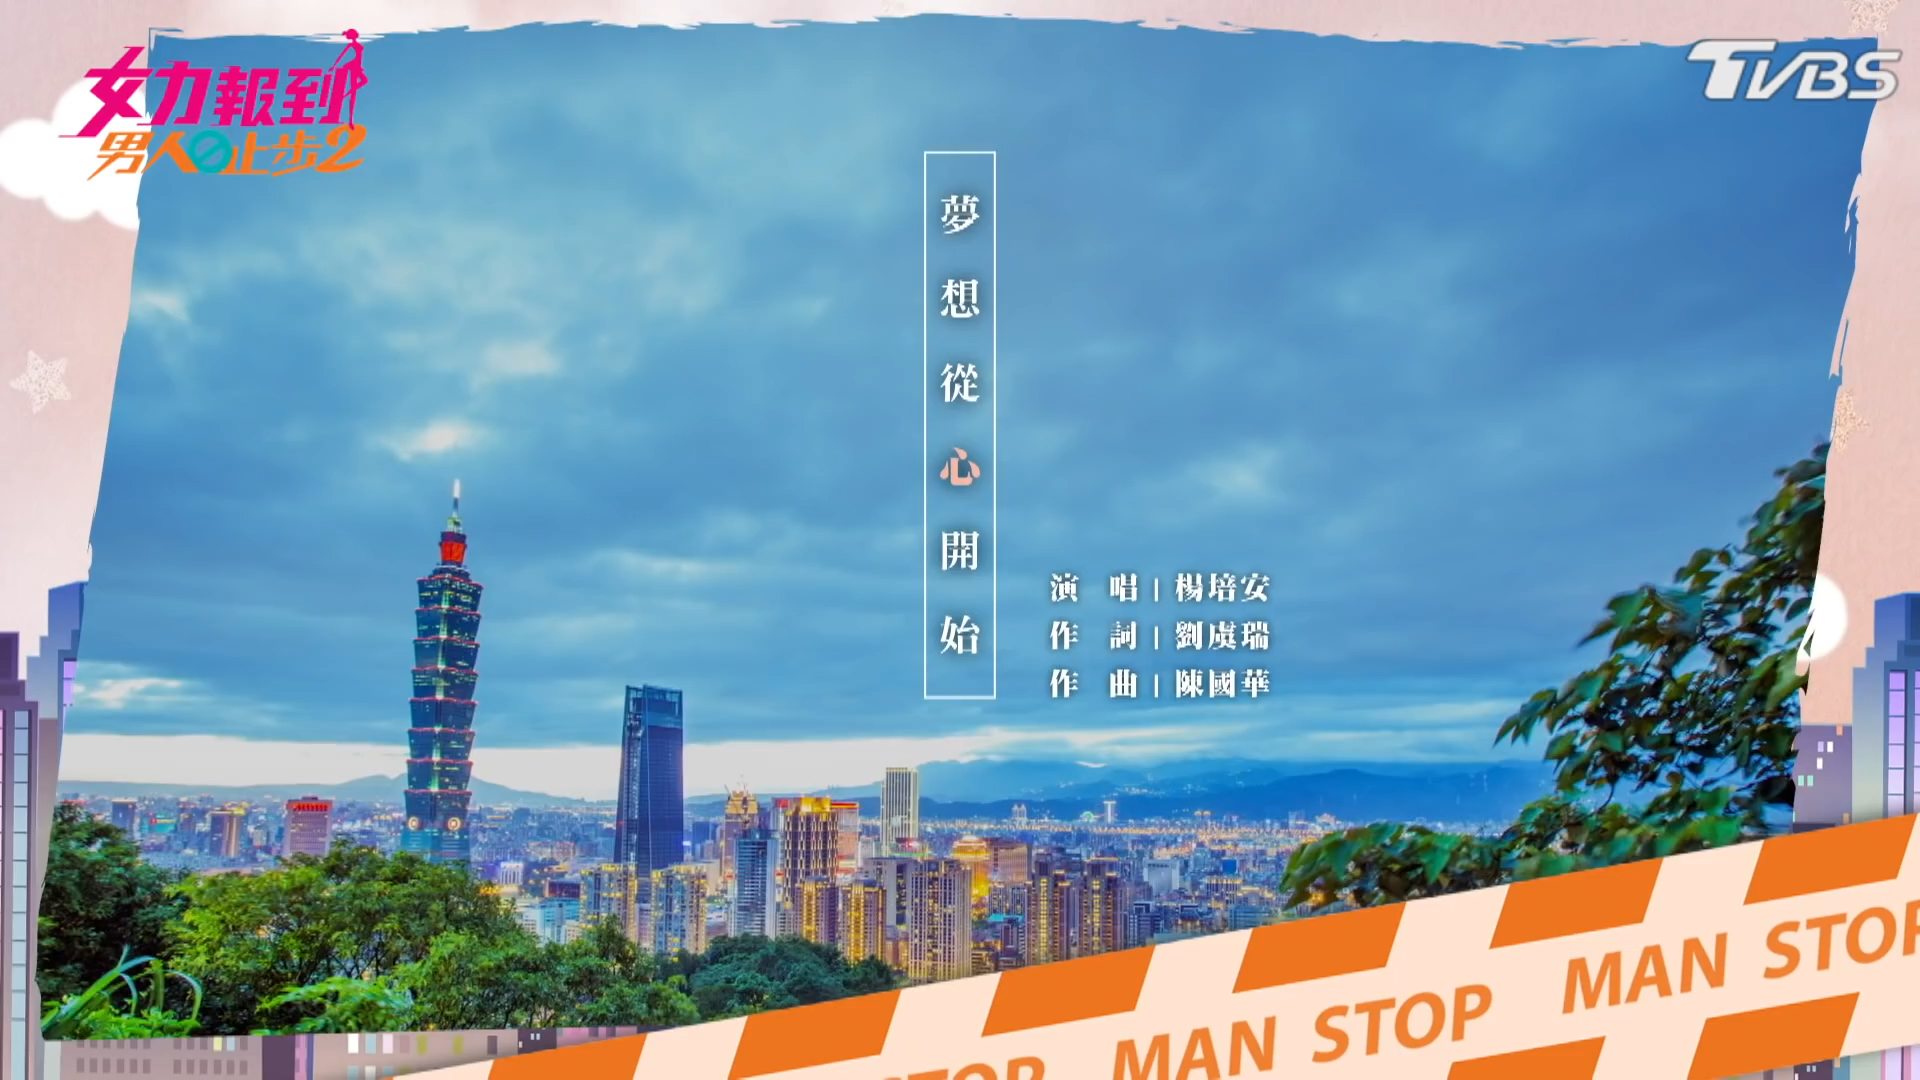 女力報到
男人止步2
TVBS
夢想從心開始
演 唱 | 楊培安
作 詞 | 劉虞瑞
作 曲 | 陳國華
MAN STOP MAN STOP